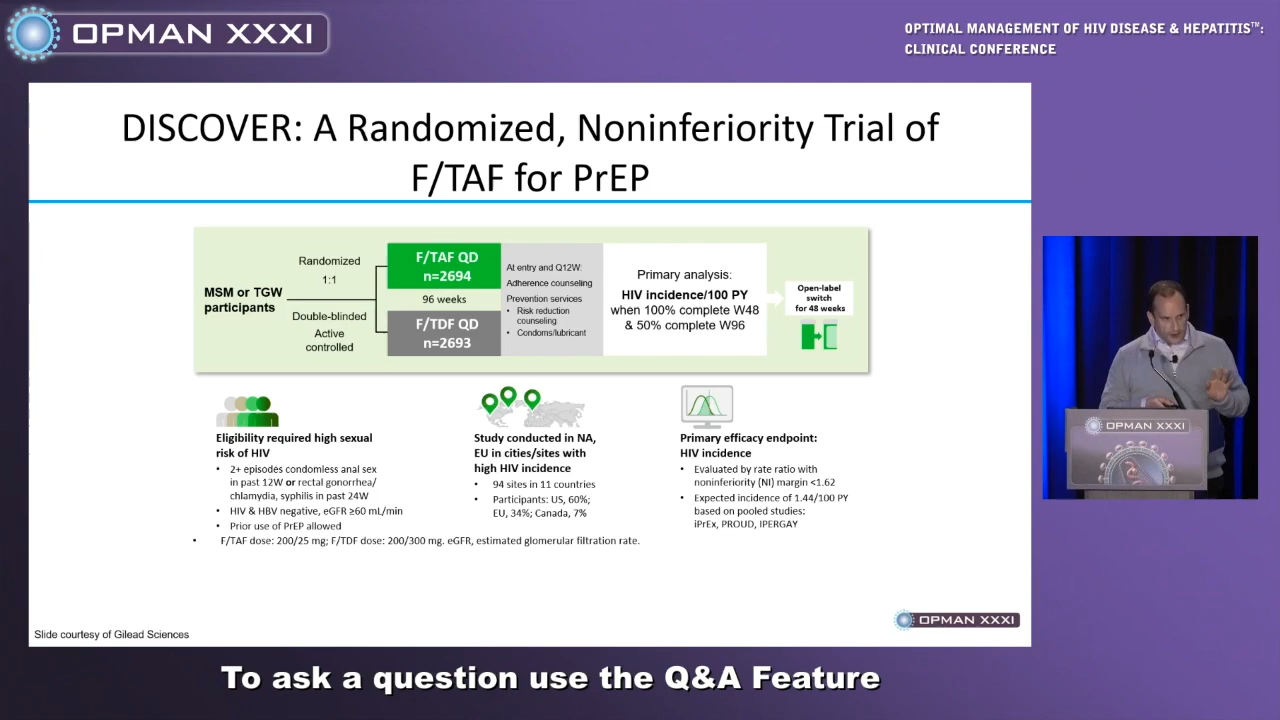 OPMAN XXXI
OPTIMAL MANAGEMENT OF HIV DISEASE & HEPATITIS™:
CLINICAL CONFERENCE
DISCOVER: A Randomized, Noninferiority Trial of
F/TAF for PrEP
MSM or TGW
participants
Randomized
1:1
Double-blinded
Active
controlled
F/TAF QD
n=2694
96 weeks
F/TDF QD
n=2693
At entry and Q12W:
Adherence counseling
Prevention services
• Risk reduction
counseling
• Condoms/lubricant
Primary analysis:
HIV incidence/100 PY
when 100% complete W48
& 50% complete W96
Open-label
switch
for 48 weeks
Eligibility required high sexual
risk of HIV
• 2+ episodes condomless anal sex
in past 12W or rectal gonorrhea/
chlamydia, syphilis in past 24W
• HIV & HBV negative, eGFR ≥60 mL/min
• Prior use of PrEP allowed
Study conducted in NA,
EU in cities/sites with
high HIV incidence
• 94 sites in 11 countries
• Participants: US, 60%;
EU, 34%; Canada, 7%
Primary efficacy endpoint:
HIV incidence
• Evaluated by rate ratio with
noninferiority (NI) margin <1.62
• Expected incidence of 1.44/100 PY
based on pooled studies:
iPrEx, PROUD, IPERGAY
• F/TAF dose: 200/25 mg; F/TDF dose: 200/300 mg. eGFR, estimated glomerular filtration rate.
OPMAN XXXI
Slide courtesy of Gilead Sciences
OPMAN XXXI
To ask a question use the Q&A Feature